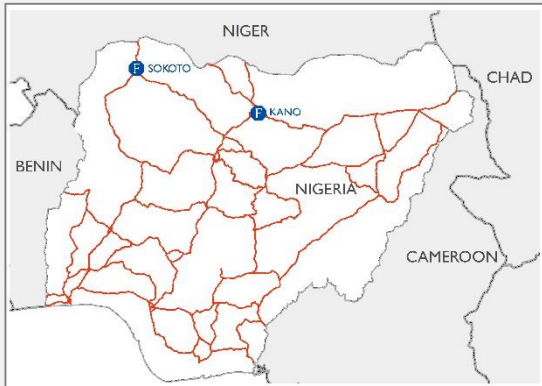 NIGER
F SOKOTO
CHAD
F KANO
BENIN
NIGERIA
CAMEROON